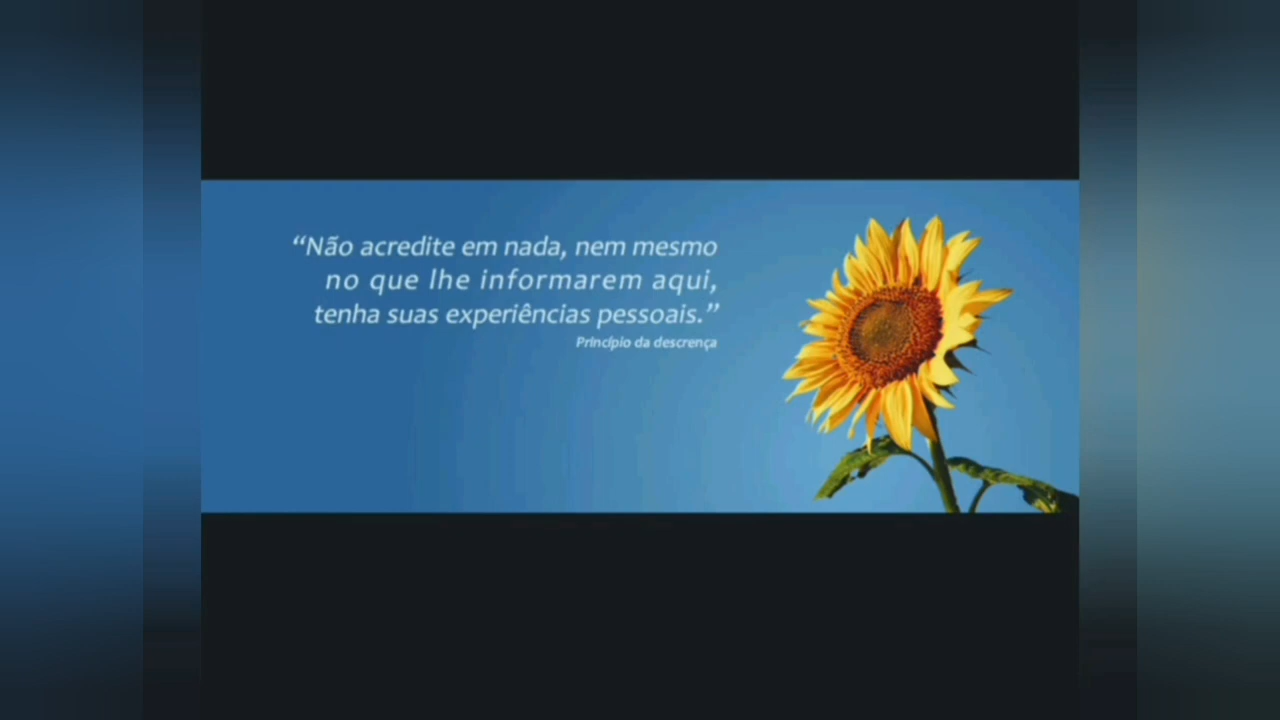 “Não acredite em nada, nem mesmo
no que lhe informarem aqui,
tenha suas experiências pessoais.”
Princípio da descrença